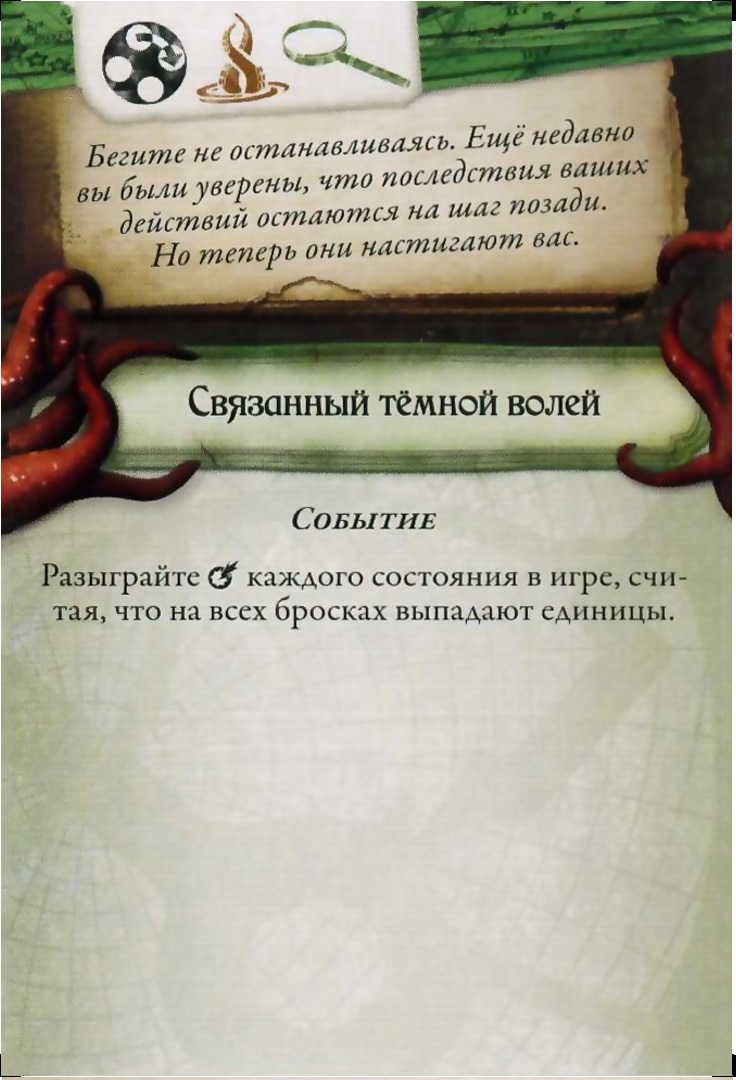 Бегите не останавливаясь. Ещё недавно
вы были уверены, что последствия ваших
действий остаются на шаг позади.
Но теперь они настигают вас.
Связанный тёмной волей
Событие
Разыграйте каждого состояния в игре, счи-
тая, что на всех бросках выпадают единицы.